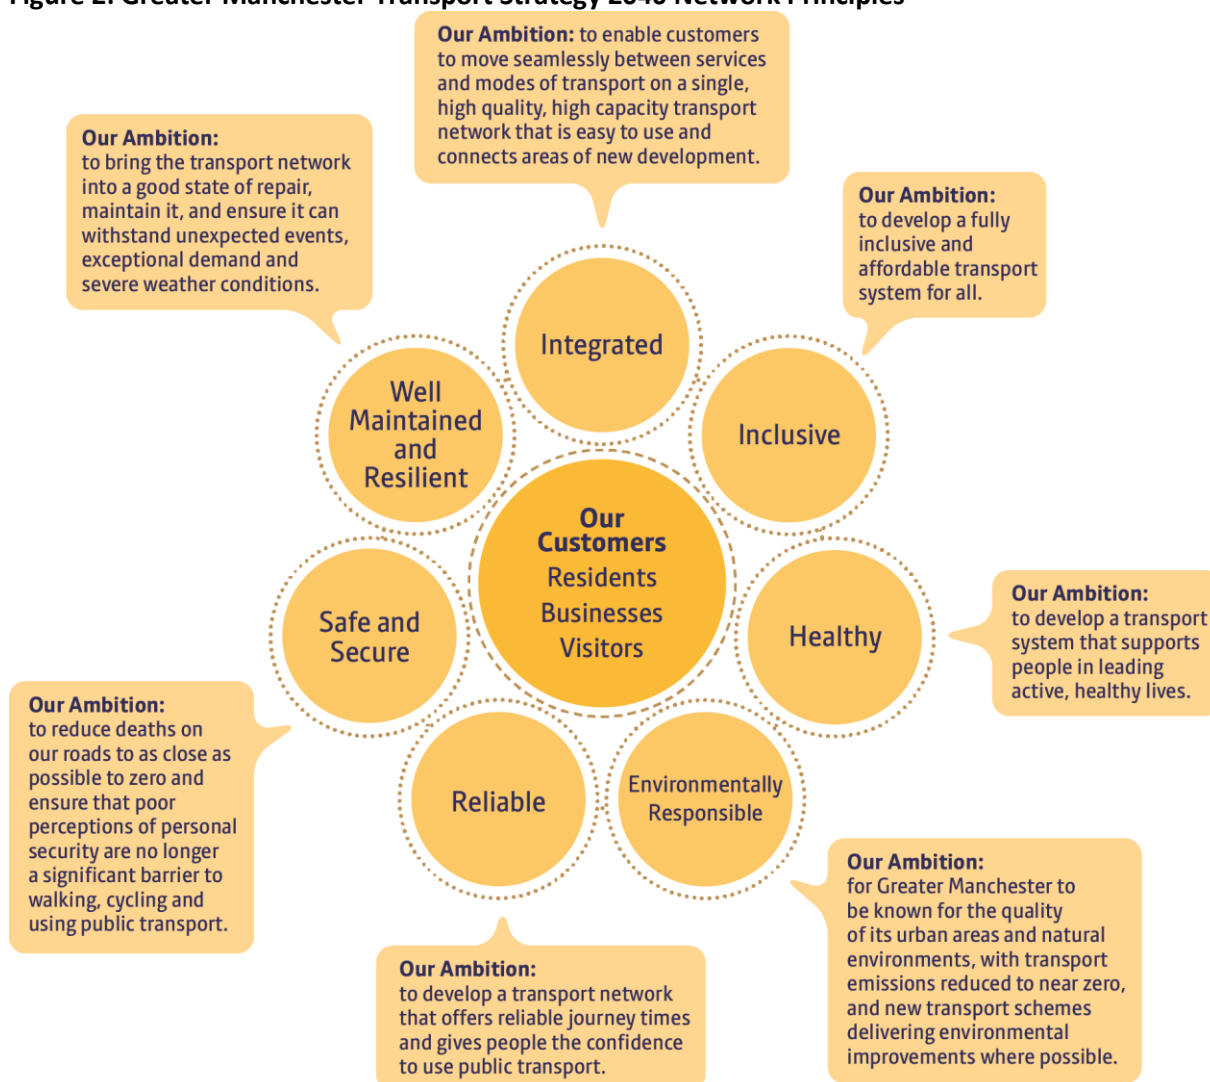 Figure 2: Greater Manchester Transport Strategy 2040 Network Principles
Our Ambition: to enable customers
to move seamlessly between services
and modes of transport on a single,
high quality, high capacity transport
network that is easy to use and
connects areas of new development.
Our Ambition:
to bring the transport network
into a good state of repair,
maintain it, and ensure it can
withstand unexpected events,
exceptional demand and
severe weather conditions.
Our Ambition:
to develop a fully
inclusive and
affordable transport
system for all.
Integrated
Well
Maintained
and
Resilient
Inclusive
Our
Customers
Residents
Businesses
Visitors
Safe and
Secure
Healthy
Our Ambition:
to develop a transport
system that supports
people in leading
active, healthy lives.
Our Ambition:
to reduce deaths on
our roads to as close as
possible to zero and
ensure that poor
perceptions of personal
security are no longer
a significant barrier to
walking, cycling and
using public transport.
Reliable
Environmentally
Responsible
Our Ambition:
for Greater Manchester to
be known for the quality
of its urban areas and natural
environments, with transport
emissions reduced to near zero,
and new transport schemes
delivering environmental
improvements where possible.
Our Ambition:
to develop a transport network
that offers reliable journey times
and gives people the confidence
to use public transport.